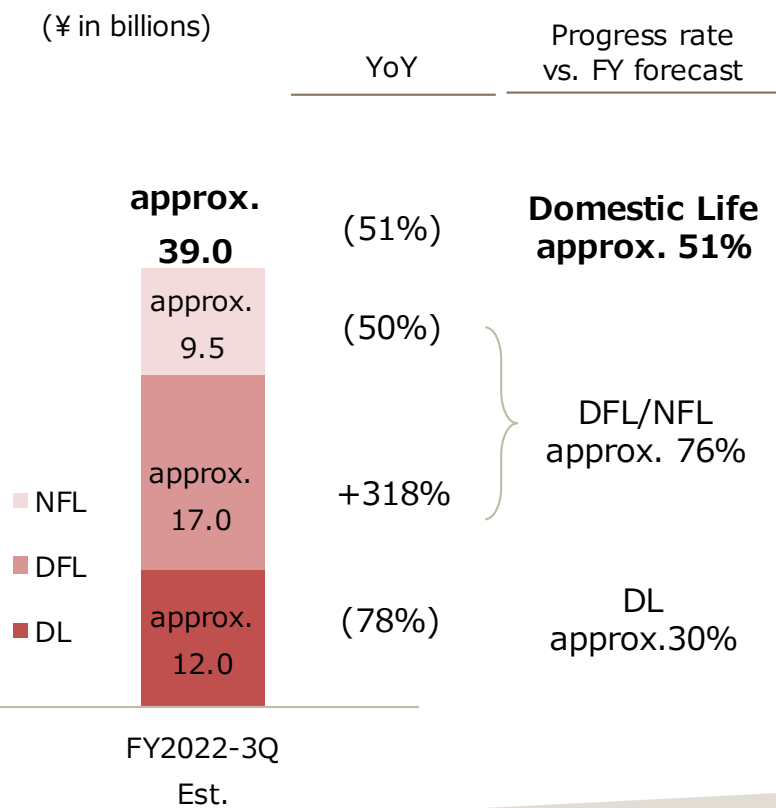 (¥ in billions)
YoY
Progress rate
vs. FY forecast
approx.
39.0
(51%)
Domestic Life
approx. 51%
approx.
9.5
(50%)
DFL/NFL
approx. 76%
approx.
17.0
+318%
NFL
DFL
DL
approx.
12.0
(78%)
DL
approx.30%
FY2022-3Q
Est.